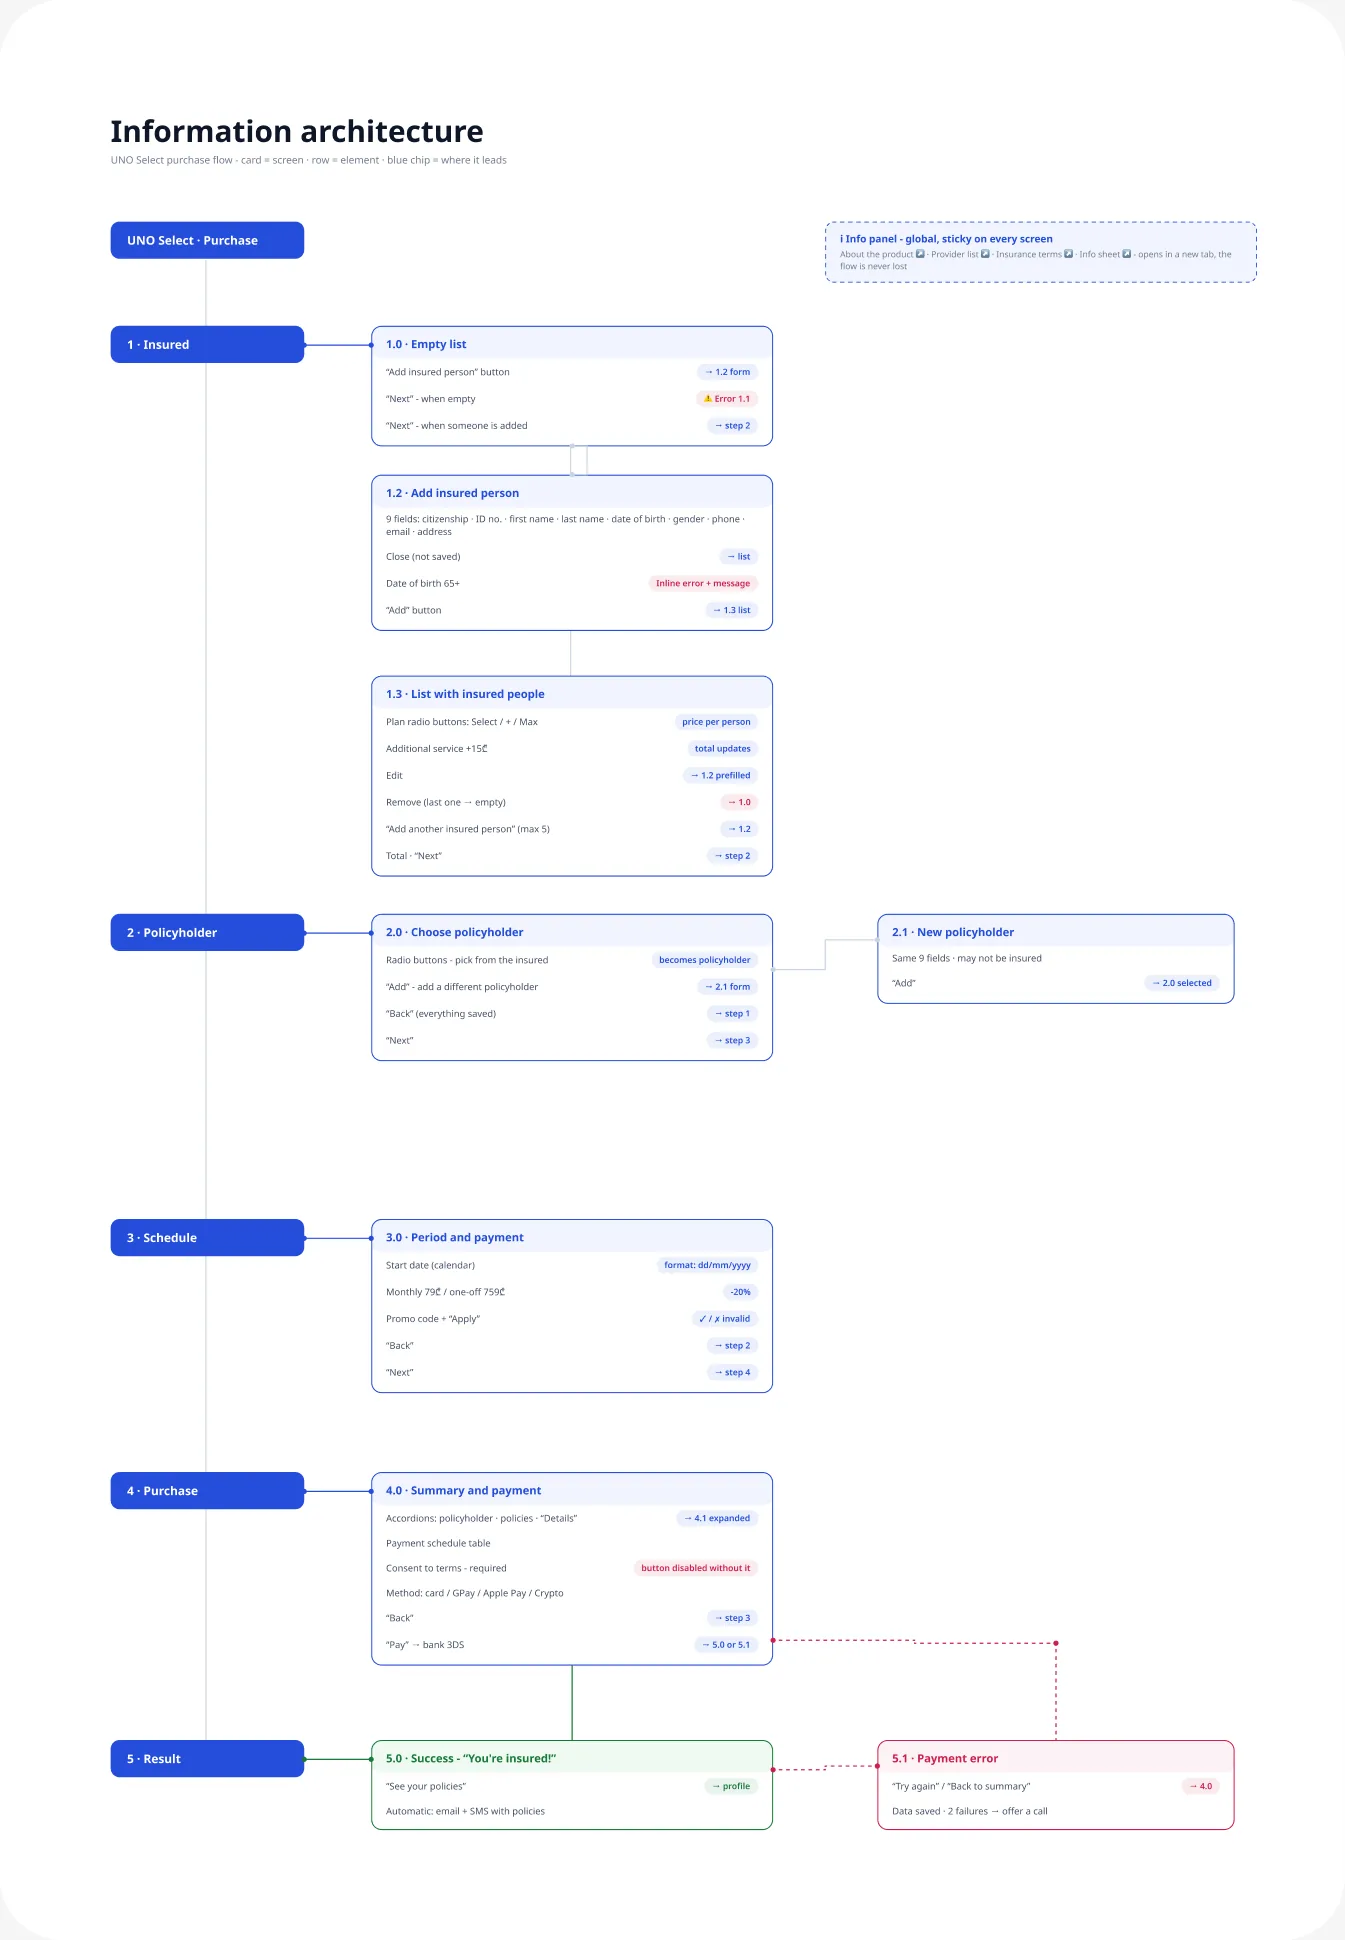 Information architecture
UNO Select purchase flow - card = screen · row = element · blue chip = where it leads
UNO Select · Purchase
i Info panel - global, sticky on every screen
About the product ↗ · Provider list ↗ · Insurance terms ↗ · Info sheet ↗ - opens in a new tab, the
flow is never lost
1 · Insured
1.0 · Empty list
“Add insured person” button → 1.2 form
“Next” - when empty ⚠ Error 1.1
“Next” - when someone is added → step 2
1.2 · Add insured person
9 fields: citizenship · ID no. · first name · last name · date of birth · gender · phone ·
email · address
Close (not saved) → list
Date of birth 65+ Inline error + message
“Add” button → 1.3 list
1.3 · List with insured people
Plan radio buttons: Select / + / Max price per person
Additional service +15₾ total updates
Edit → 1.2 prefilled
Remove (last one → empty) → 1.0
“Add another insured person” (max 5) → 1.2
Total · “Next” → step 2
2 · Policyholder
2.0 · Choose policyholder
Radio buttons - pick from the insured becomes policyholder
“Add” - add a different policyholder → 2.1 form
“Back” (everything saved) → step 1
“Next” → step 3
2.1 · New policyholder
Same 9 fields · may not be insured
“Add” → 2.0 selected
3 · Schedule
3.0 · Period and payment
Start date (calendar) format: dd/mm/yyyy
Monthly 79₾ / one-off 759₾ -20%
Promo code + “Apply” ✓ / ✗ invalid
“Back” → step 2
“Next” → step 4
4 · Purchase
4.0 · Summary and payment
Accordions: policyholder · policies · “Details” → 4.1 expanded
Payment schedule table
Consent to terms - required button disabled without it
Method: card / GPay / Apple Pay / Crypto
“Back” → step 3
“Pay” → bank 3DS → 5.0 or 5.1
5 · Result
5.0 · Success - “You're insured!”
“See your policies” → profile
Automatic: email + SMS with policies
5.1 · Payment error
“Try again” / “Back to summary” → 4.0
Data saved · 2 failures → offer a call